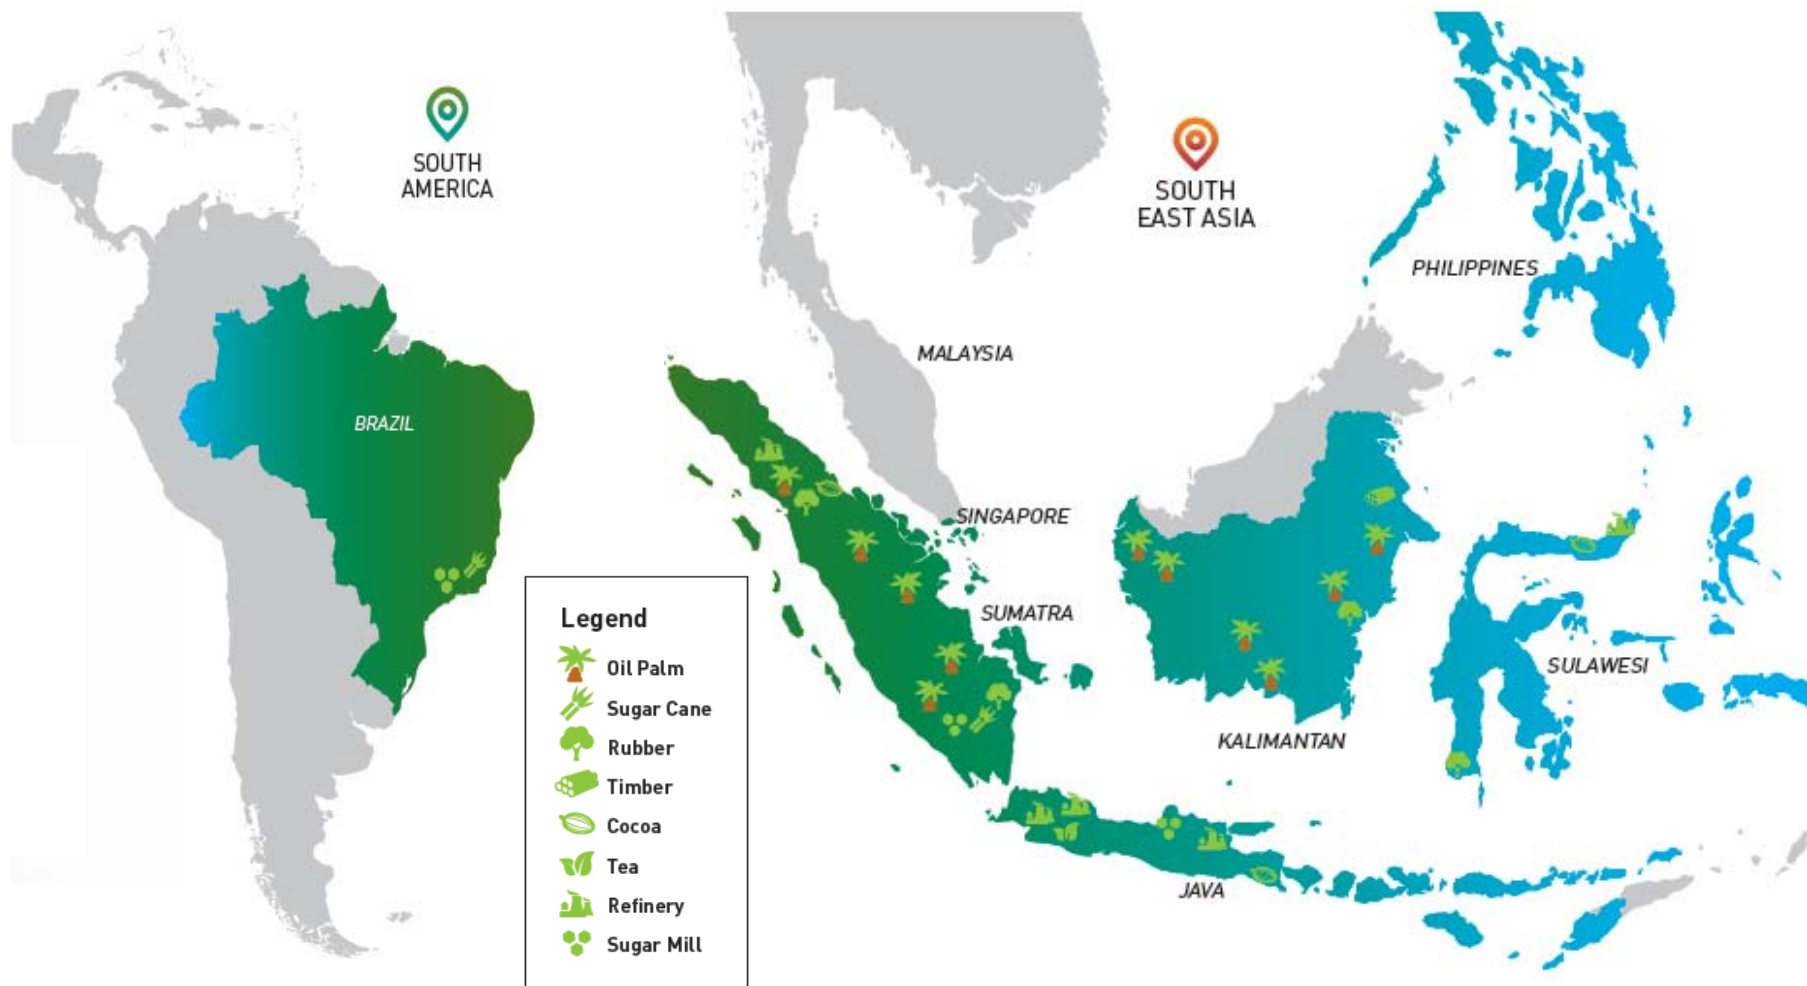 SOUTH
AMERICA
SOUTH
EAST ASIA
PHILIPPINES
MALAYSIA
BRAZIL
SINGAPORE
SUMATRA
SULAWESI
KALIMANTAN
JAVA
Legend
Oil Palm
Sugar Cane
Rubber
Timber
Cocoa
Tea
Refinery
Sugar Mill